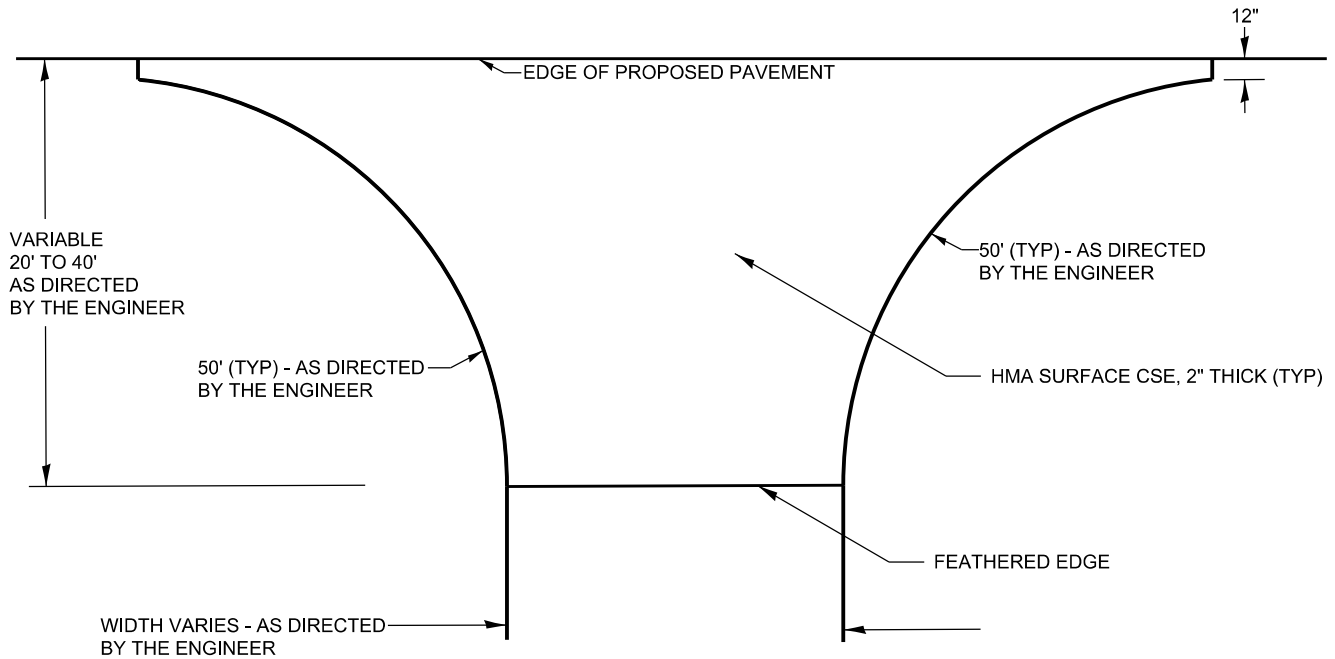 12"
EDGE OF PROPOSED PAVEMENT
VARIABLE
20' TO 40'
AS DIRECTED
BY THE ENGINEER
50' (TYP) - AS DIRECTED
BY THE ENGINEER
50' (TYP) - AS DIRECTED
BY THE ENGINEER
HMA SURFACE CSE, 2" THICK (TYP)
FEATHERED EDGE
WIDTH VARIES - AS DIRECTED
BY THE ENGINEER